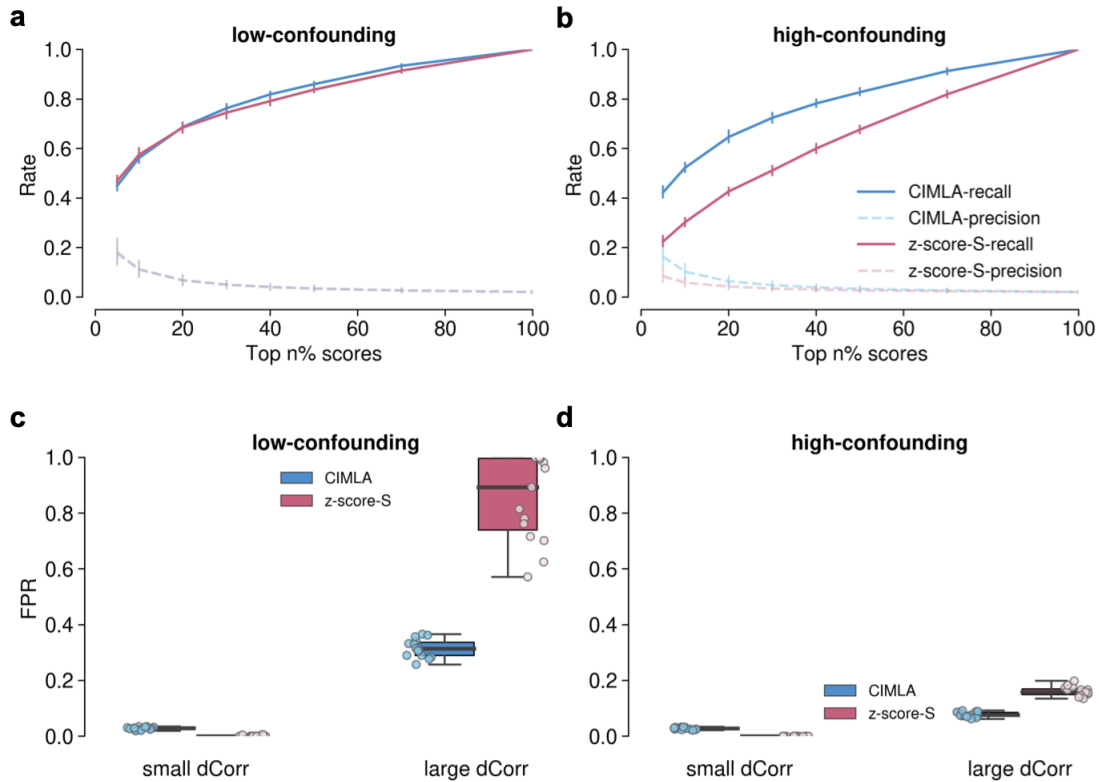 a
low-confounding
1.0
0.8
0.6
0.4
0.2
0.0
Rate
0 20 40 60 80 100
Top n% scores
b
high-confounding
1.0
0.8
0.6
0.4
0.2
0.0
Rate
CIMLA-recall
CIMLA-precision
z-score-S-recall
z-score-S-precision
0 20 40 60 80 100
Top n% scores
c
low-confounding
1.0
0.8
0.6
0.4
0.2
0.0
FPR
CIMLA
z-score-S
small dCorr large dCorr
d
high-confounding
1.0
0.8
0.6
0.4
0.2
0.0
CIMLA
z-score-S
small dCorr large dCorr